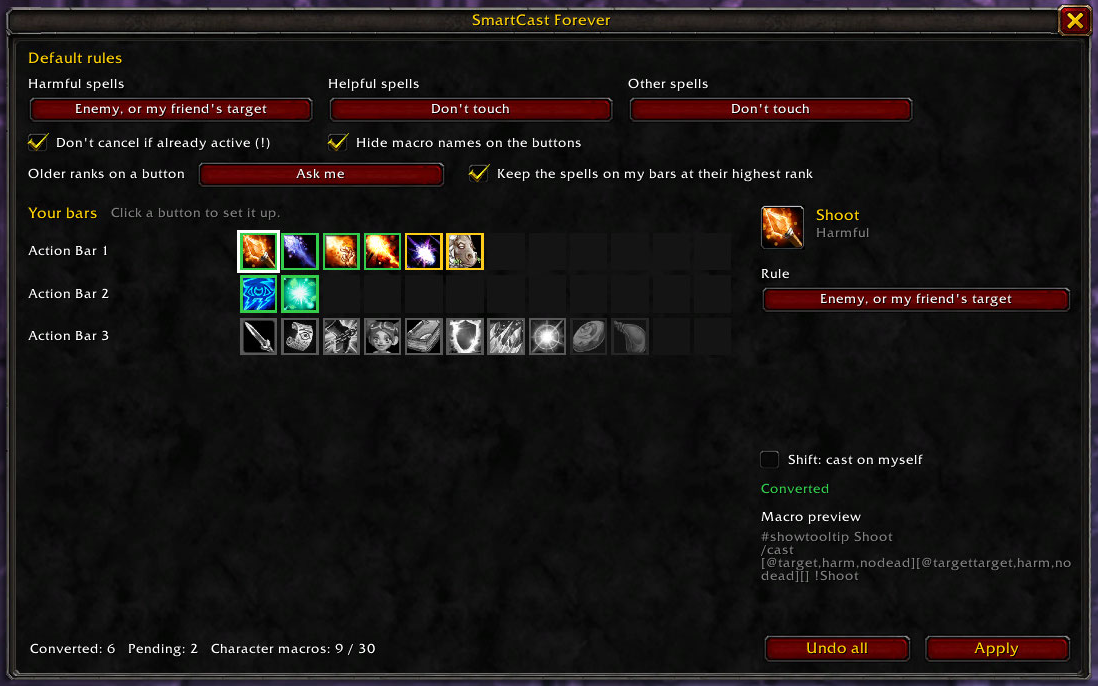 SmartCast Forever
Default rules
Harmful spells
Helpful spells
Other spells
Enemy, or my friend's target
Don't touch
Don't touch
Don't cancel if already active (!)
Hide macro names on the buttons
Older ranks on a button
Ask me
Keep the spells on my bars at their highest rank
Your bars
Click a button to set it up.
Action Bar 1
Action Bar 2
Action Bar 3
Shoot
Harmful
Rule
Enemy, or my friend's target
Shift: cast on myself
Converted
Macro preview
#showtooltip Shoot
/cast
[@target,harm,nodead][@targettarget,harm,no
dead][] !Shoot
Converted: 6 Pending: 2 Character macros: 9 / 30
Undo all
Apply